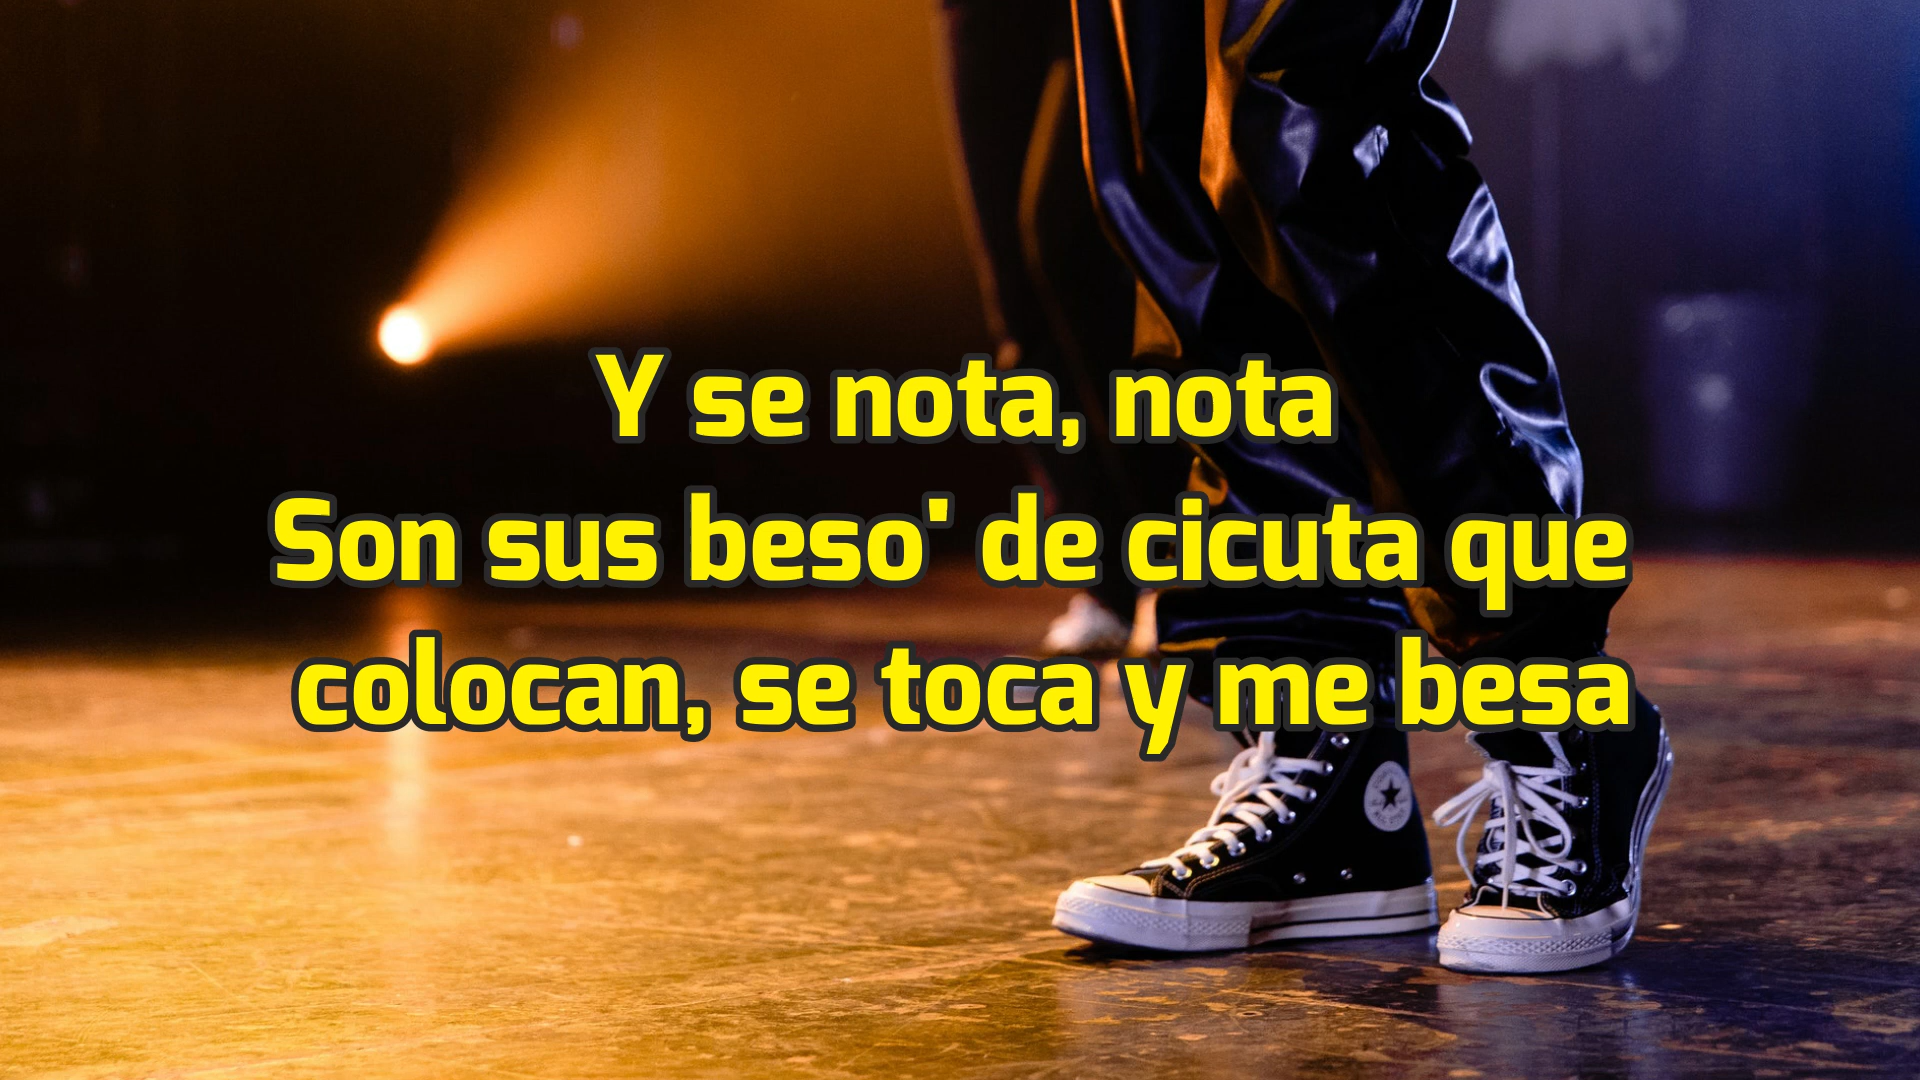 Y se nota, nota
Son sus beso' de cicuta que
colocan, se toca y me besa